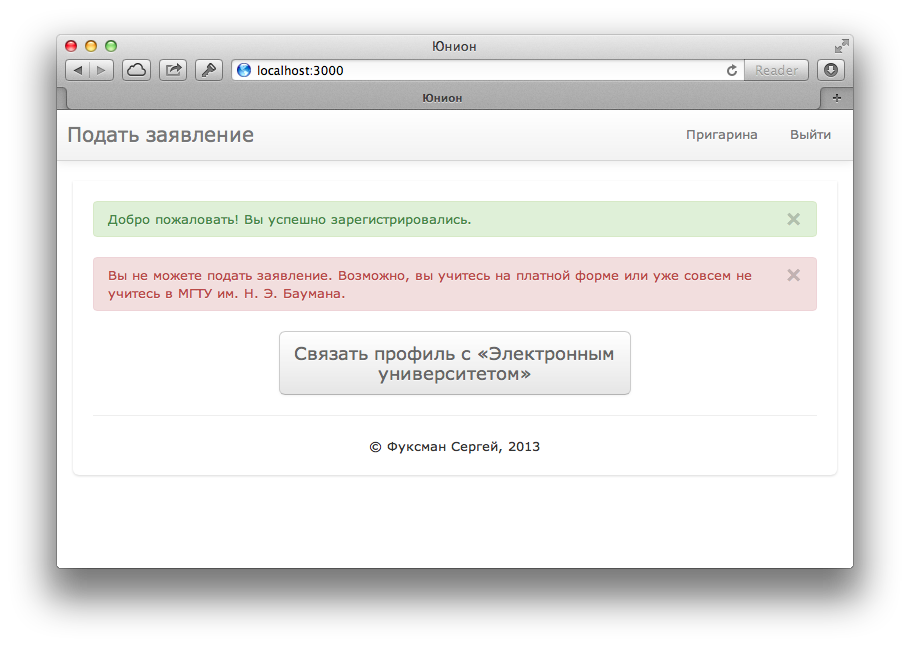 Юнион
localhost:3000
Reader
Юнион
Подать заявление
Пригарина
Выйти
Добро пожаловать! Вы успешно зарегистрировались.
Вы не можете подать заявление. Возможно, вы учитесь на платной форме или уже совсем не
учитесь в МГТУ им. Н. Э. Баумана.
Связать профиль с «Электронным
университетом»
© Фуксман Сергей, 2013